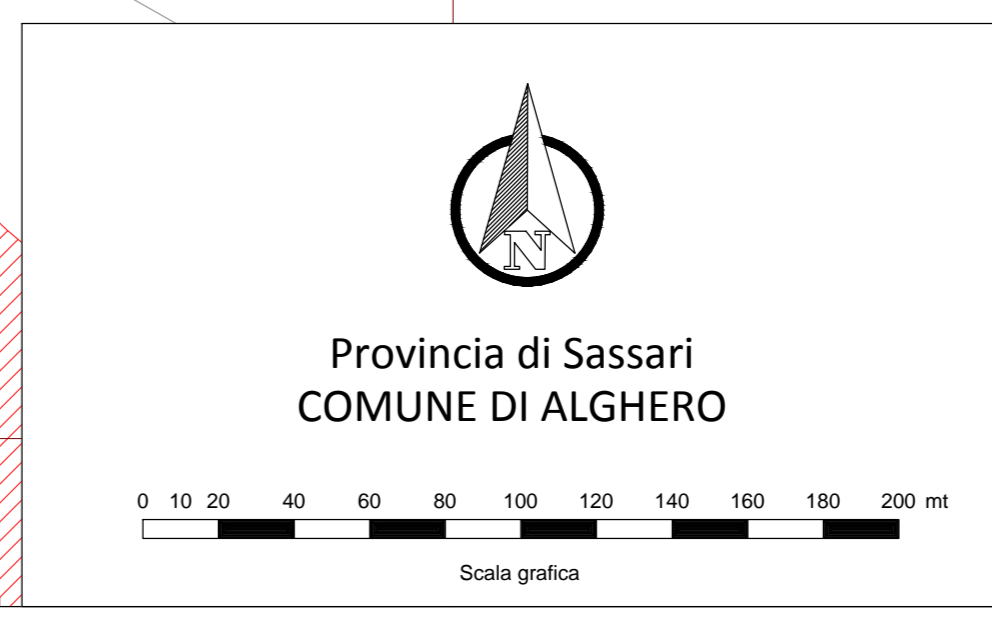 N
Provincia di Sassari
COMUNE DI ALGHERO
0 10 20 40 60 80 100 120 140 160 180 200 mt
Scala grafica